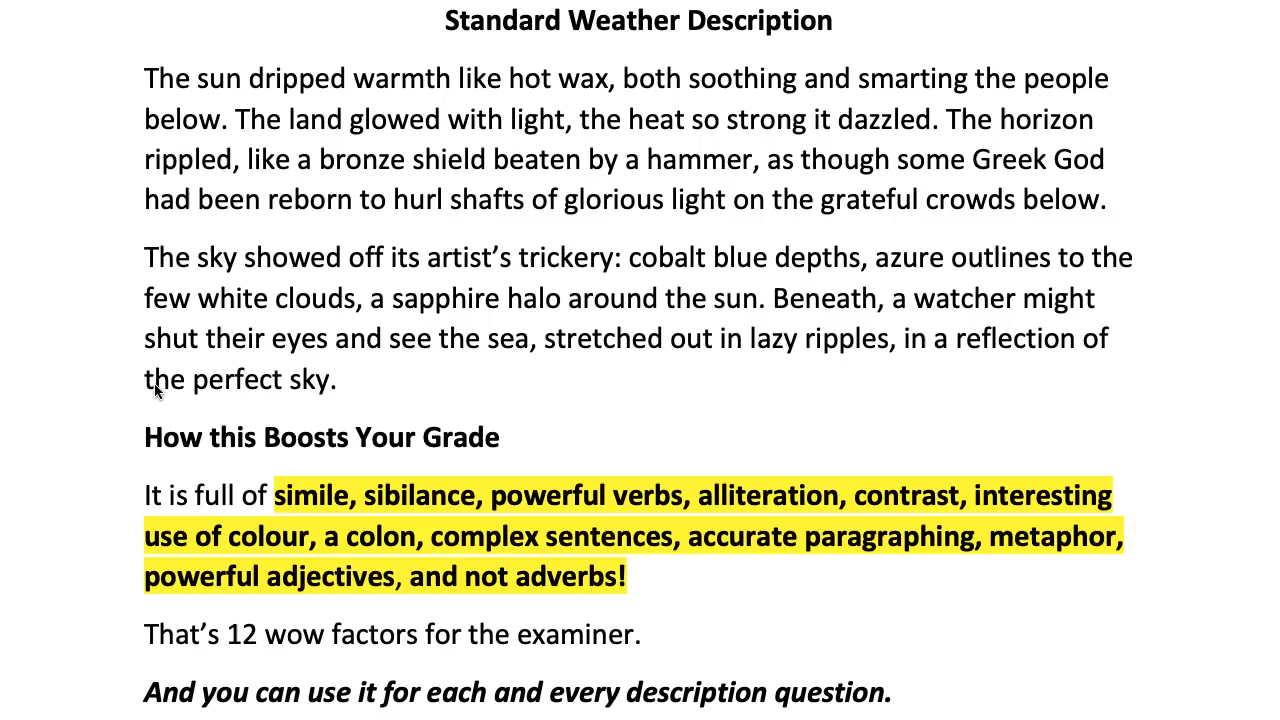 Standard Weather Description
The sun dripped warmth like hot wax, both soothing and smarting the people
below. The land glowed with light, the heat so strong it dazzled. The horizon
rippled, like a bronze shield beaten by a hammer, as though some Greek God
had been reborn to hurl shafts of glorious light on the grateful crowds below.
The sky showed off its artist’s trickery: cobalt blue depths, azure outlines to the
few white clouds, a sapphire halo around the sun. Beneath, a watcher might
shut their eyes and see the sea, stretched out in lazy ripples, in a reflection of
the perfect sky.
How this Boosts Your Grade
It is full of simile, sibilance, powerful verbs, alliteration, contrast, interesting
use of colour, a colon, complex sentences, accurate paragraphing, metaphor,
powerful adjectives, and not adverbs!
That’s 12 wow factors for the examiner.
And you can use it for each and every description question.